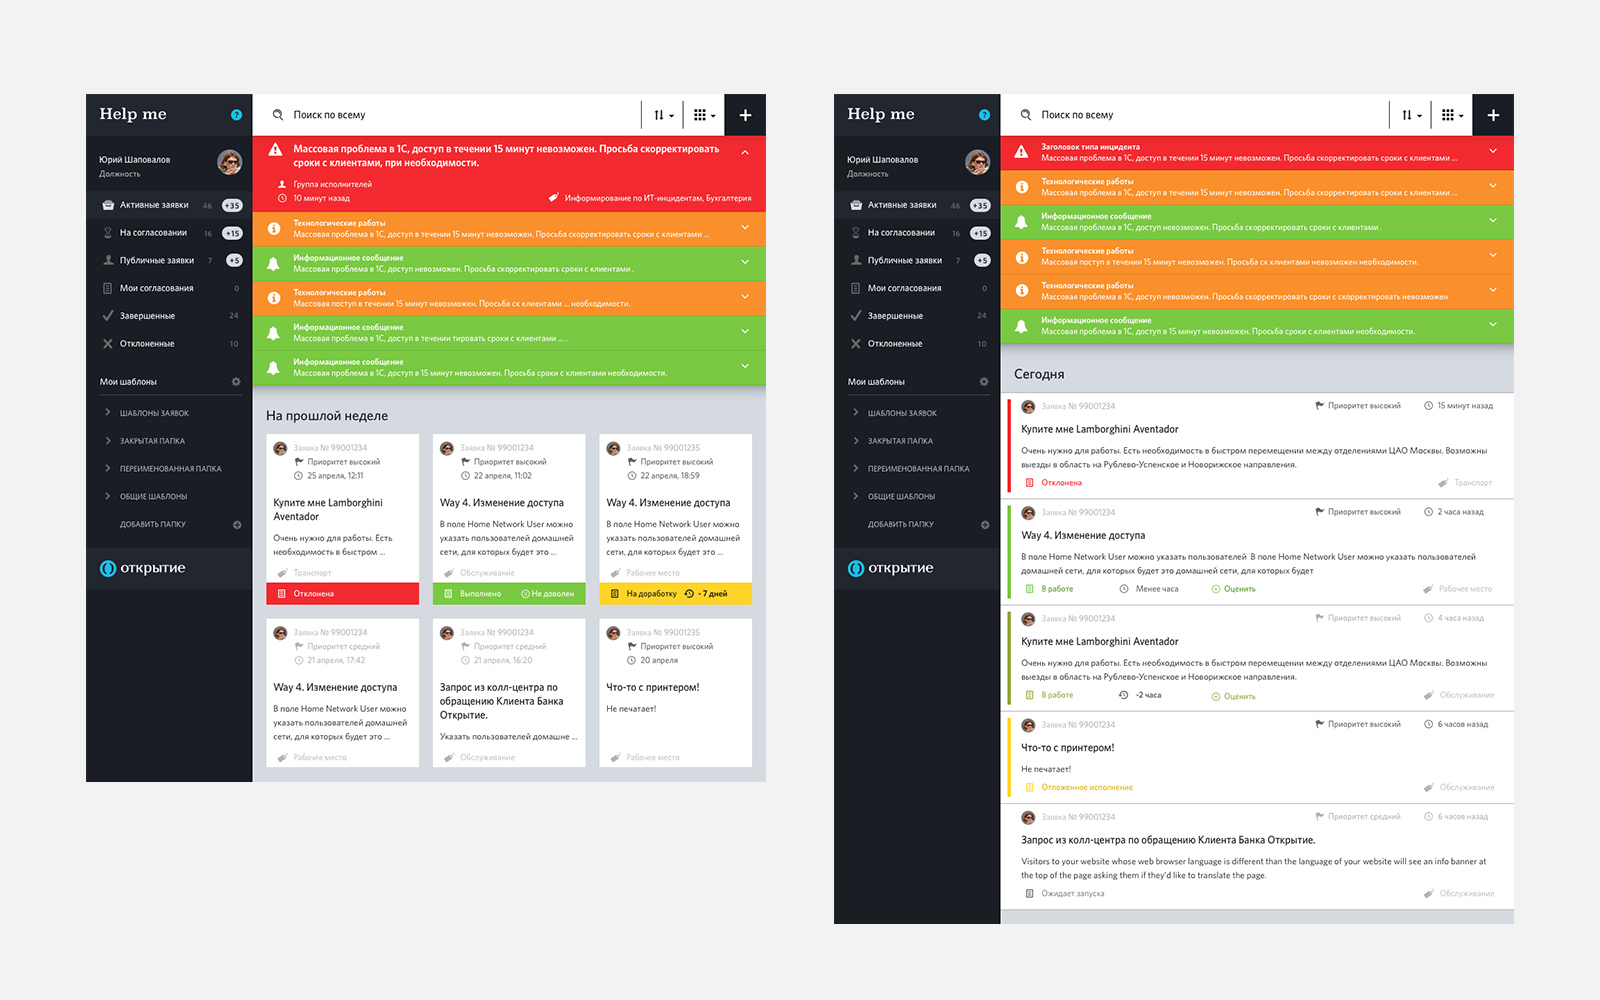 Help me
?
Юрий Шаповалов
Должность
Активные заявки 46 +35
На согласовании 16 +15
Публичные заявки 7 +5
Мои согласования 0
Завершенные 24
Отклоненные 10
Мои шаблоны
ШАБЛОНЫ ЗАЯВОК
ЗАКРЫТАЯ ПАПКА
ПЕРЕИМЕНОВАННАЯ ПАПКА
ОБЩИЕ ШАБЛОНЫ
ДОБАВИТЬ ПАПКУ
открытие
Поиск по всему
Массовая проблема в 1С, доступ в течении 15 минут невозможен. Просьба скорректировать
сроки с клиентами, при необходимости.
Группа исполнителей
10 минут назад
Информирование по ИТ-инцидентам, Бухгалтерия
Технологические работы
Массовая проблема в 1С, доступ в течении 15 минут невозможен. Просьба скорректировать сроки с клиентами ...
Информационное сообщение
Массовая проблема в 1С, доступ невозможен. Просьба скорректировать сроки с клиентами .
Технологические работы
Массовая поступ в течении 15 минут невозможен. Просьба ск клиентами ... необходимости.
Информационное сообщение
Массовая проблема в 1С, доступ в течении тировать сроки с клиентами ... .
Информационное сообщение
Массовая проблема в 1С, доступ в 15 минут невозможен. Просьба сроки с клиентами необходимости.
На прошлой неделе
Заявка № 99001234
Приоритет высокий
25 апреля, 12:11
Купите мне Lamborghini
Aventador
Очень нужно для работы. Есть
необходимость в быстром ...
Транспорт
Отклонена
Заявка № 99001234
Приоритет высокий
22 апреля, 11:02
Way 4. Изменение доступа
В поле Home Network User можно
указать пользователей домашней
сети, для которых будет это ...
Обслуживание
Выполнено Не доволен
Заявка № 99001235
Приоритет высокий
22 апреля, 18:59
Way 4. Изменение доступа
В поле Home Network User можно
указать пользователей домашней
сети, для которых будет это ...
Рабочее место
На доработку - 7 дней
Заявка № 99001234
Приоритет средний
21 апреля, 17:42
Way 4. Изменение доступа
В поле Home Network User можно
указать пользователей домашней
сети, для которых будет это ...
Рабочее место
Заявка № 99001234
Приоритет средний
21 апреля, 16:20
Запрос из колл-центра по
обращению Клиента Банка
Открытие.
Указать пользователей домашне ...
Обслуживание
Заявка № 99001235
Приоритет высокий
20 апреля
Что-то с принтером!
Не печатает!
Рабочее место
Help me
?
Юрий Шаповалов
Должность
Активные заявки 46 +35
На согласовании 16 +15
Публичные заявки 7 +5
Мои согласования 0
Завершенные 24
Отклоненные 10
Мои шаблоны
ШАБЛОНЫ ЗАЯВОК
ЗАКРЫТАЯ ПАПКА
ПЕРЕИМЕНОВАННАЯ ПАПКА
ОБЩИЕ ШАБЛОНЫ
ДОБАВИТЬ ПАПКУ
открытие
Поиск по всему
Заголовок типа инцидента
Массовая проблема в 1С, доступ в течении 15 минут невозможен. Просьба скорректировать сроки с клиентами ...
Технологические работы
Массовая проблема в 1С, доступ в течении 15 минут невозможен. Просьба скорректировать сроки с клиентами ...
Информационное сообщение
Массовая проблема в 1С, доступ невозможен. Просьба скорректировать сроки с клиентами .
Технологические работы
Массовая поступ в течении 15 минут невозможен. Просьба ск клиентами невозможен необходимости.
Технологические работы
Массовая проблема в 1С, доступ невозможен. Просьба скорректировать сроки с скорректировать невозможен
Информационное сообщение
Массовая проблема в 1С, доступ в 15 минут невозможен. Просьба сроки с клиентами необходимости.
Сегодня
Заявка № 99001234 Приоритет высокий 15 минут назад
Купите мне Lamborghini Aventador
Очень нужно для работы. Есть необходимость в быстром перемещении между отделениями ЦАО Москвы. Возможны
выезды в область на Рублево-Успенское и Новорижское направления.
Отклонена Транспорт
Заявка № 99001234 Приоритет высокий 2 часа назад
Way 4. Изменение доступа
В поле Home Network User можно указать пользователей В поле Home Network User можно указать пользователей
домашней сети, для которых будет это домашней сети, для которых будет
В работе Менее часа Оценить Рабочее место
Заявка № 99001234 Приоритет высокий 4 часа назад
Купите мне Lamborghini Aventador
Очень нужно для работы. Есть необходимость в быстром перемещении между отделениями ЦАО Москвы. Возможны
выезды в область на Рублево-Успенское и Новорижское направления.
В работе -2 часа Оценить Обслуживание
Заявка № 99001234 Приоритет высокий 6 часов назад
Что-то с принтером!
Не печатает!
Отложенное исполнение Обслуживание
Заявка № 99001234 Приоритет средний 6 часов назад
Запрос из колл-центра по обращению Клиента Банка Открытие.
Visitors to your website whose web browser language is different than the language of your website will see an info banner at
the top of the page asking them if they'd like to translate the page.
Ожидает запуска Обслуживание